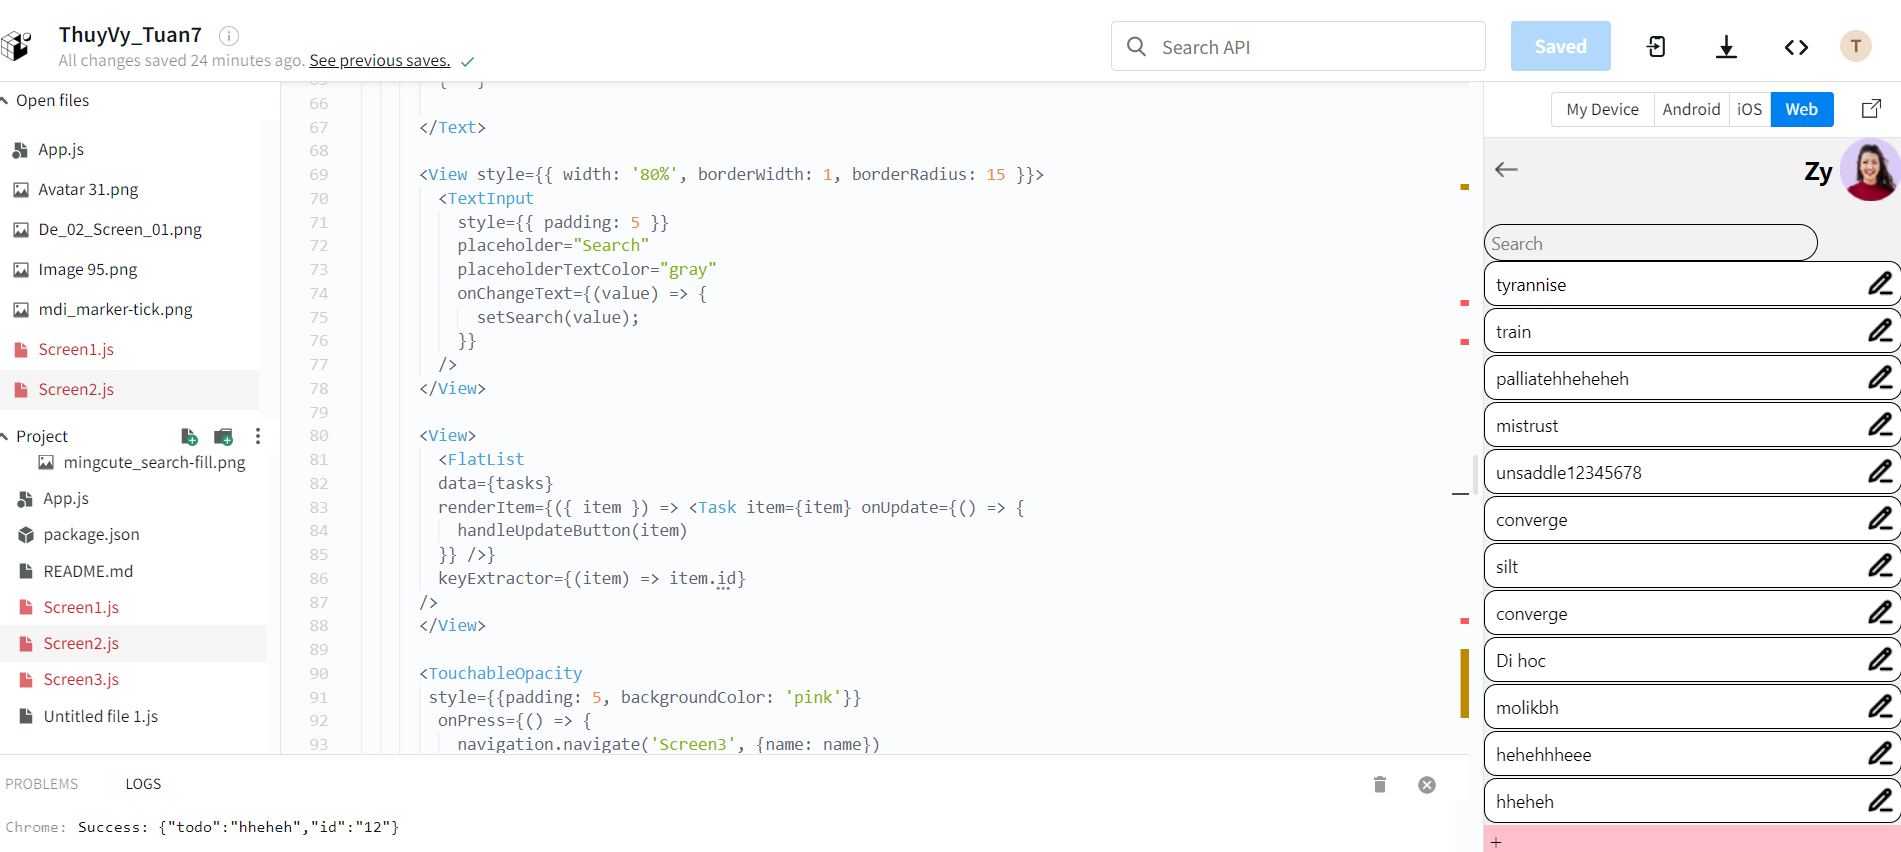 ThuyVy_Tuan7
All changes saved 24 minutes ago. See previous saves.
Search API
Saved
T
Open files
App.js
Avatar 31.png
De_02_Screen_01.png
Image 95.png
mdi_marker-tick.png
Screen1.js
Screen2.js
Project
mingcute_search-fill.png
App.js
package.json
README.md
Screen1.js
Screen2.js
Screen3.js
Untitled file 1.js
66
67 </Text>
68
69 <View style={{ width: '80%', borderWidth: 1, borderRadius: 15 }}>
70 <TextInput
71 style={{ padding: 5 }}
72 placeholder="Search"
73 placeholderTextColor="gray"
74 onChangeText={(value) => {
75 setSearch(value);
76 }}
77 />
78 </View>
79
80 <View>
81 <FlatList
82 data={tasks}
83 renderItem={({ item }) => <Task item={item} onUpdate={() => {
84 handleUpdateButton(item)
85 }} />}
86 keyExtractor={(item) => item.id}
87 />
88 </View>
89
90 <TouchableOpacity
91 style={{padding: 5, backgroundColor: 'pink'}}
92 onPress={() => {
93 navigation.navigate('Screen3', {name: name})
My Device Android iOS Web
Zy
Search
tyrannise
train
palliatehheheheh
mistrust
unsaddle12345678
converge
silt
converge
Di hoc
molikbh
hehehhheee
hheheh
+
PROBLEMS LOGS
Chrome: Success: {"todo":"hheheh","id":"12"}